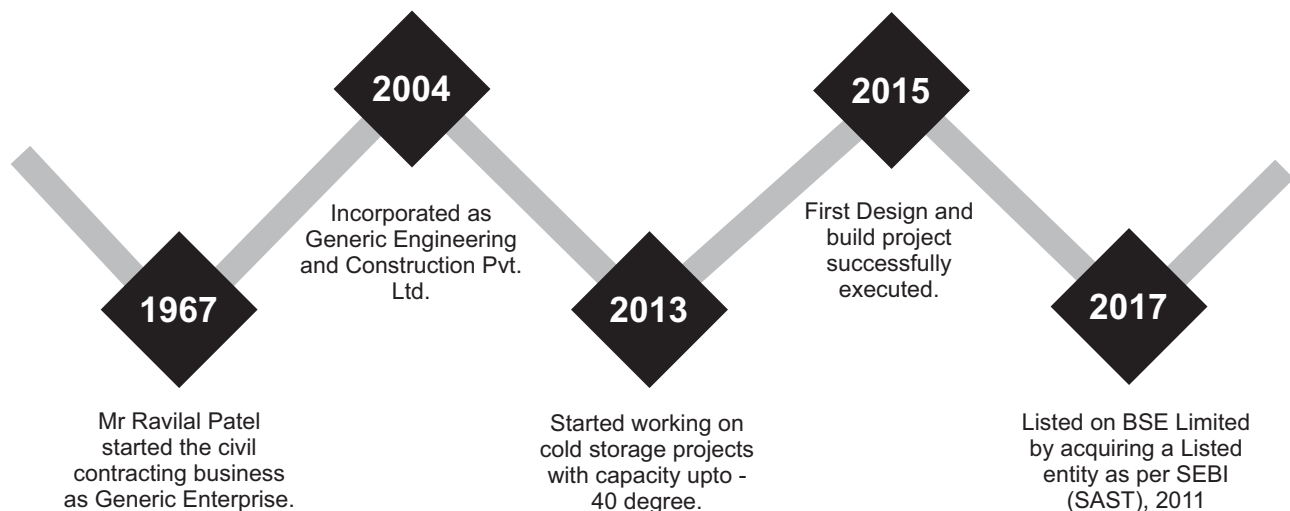 2004
Incorporated as
Generic Engineering
and Construction Pvt.
Ltd.
2015
First Design and
build project
successfully
executed.
1967
Mr Ravilal Patel
started the civil
contracting business
as Generic Enterprise.
2013
Started working on
cold storage projects
with capacity upto -
40 degree.
2017
Listed on BSE Limited
by acquiring a Listed
entity as per SEBI
(SAST), 2011